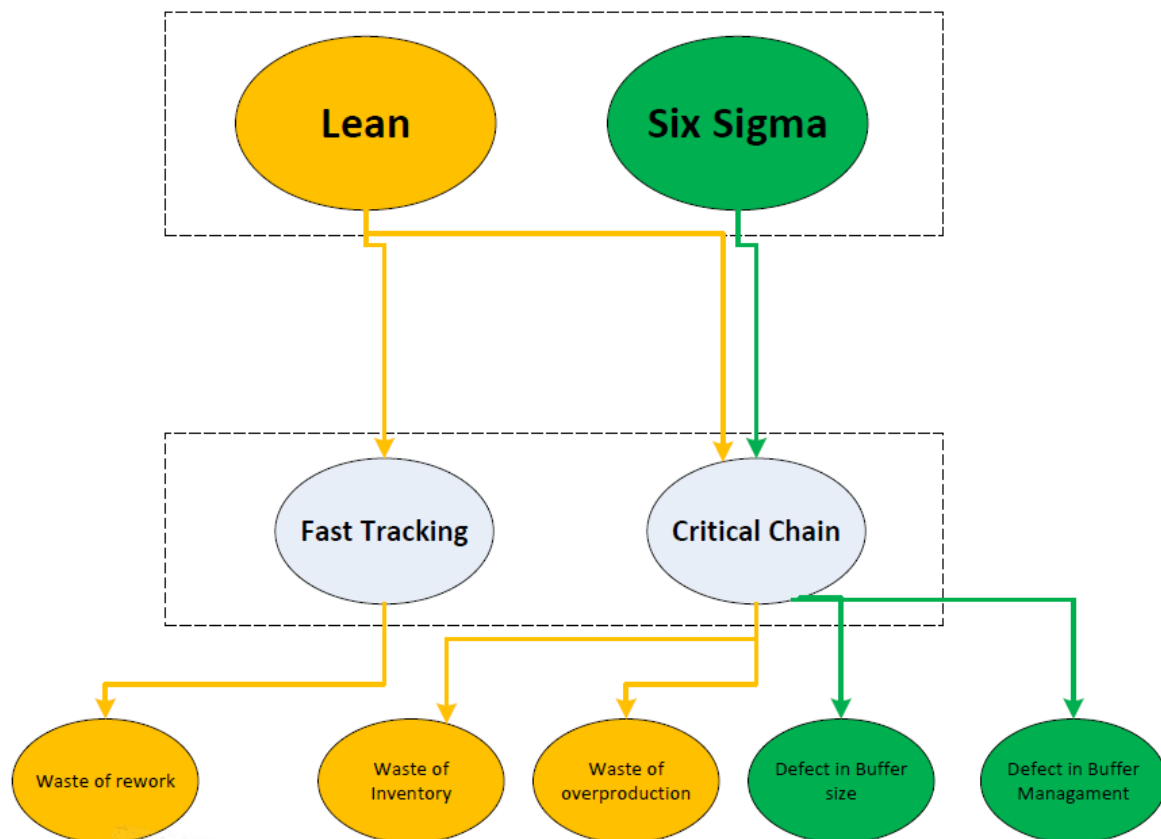 Lean
Six Sigma
Fast Tracking
Critical Chain
Waste of rework
Waste of
Inventory
Waste of
overproduction
Defect in Buffer
size
Defect in Buffer
Managament